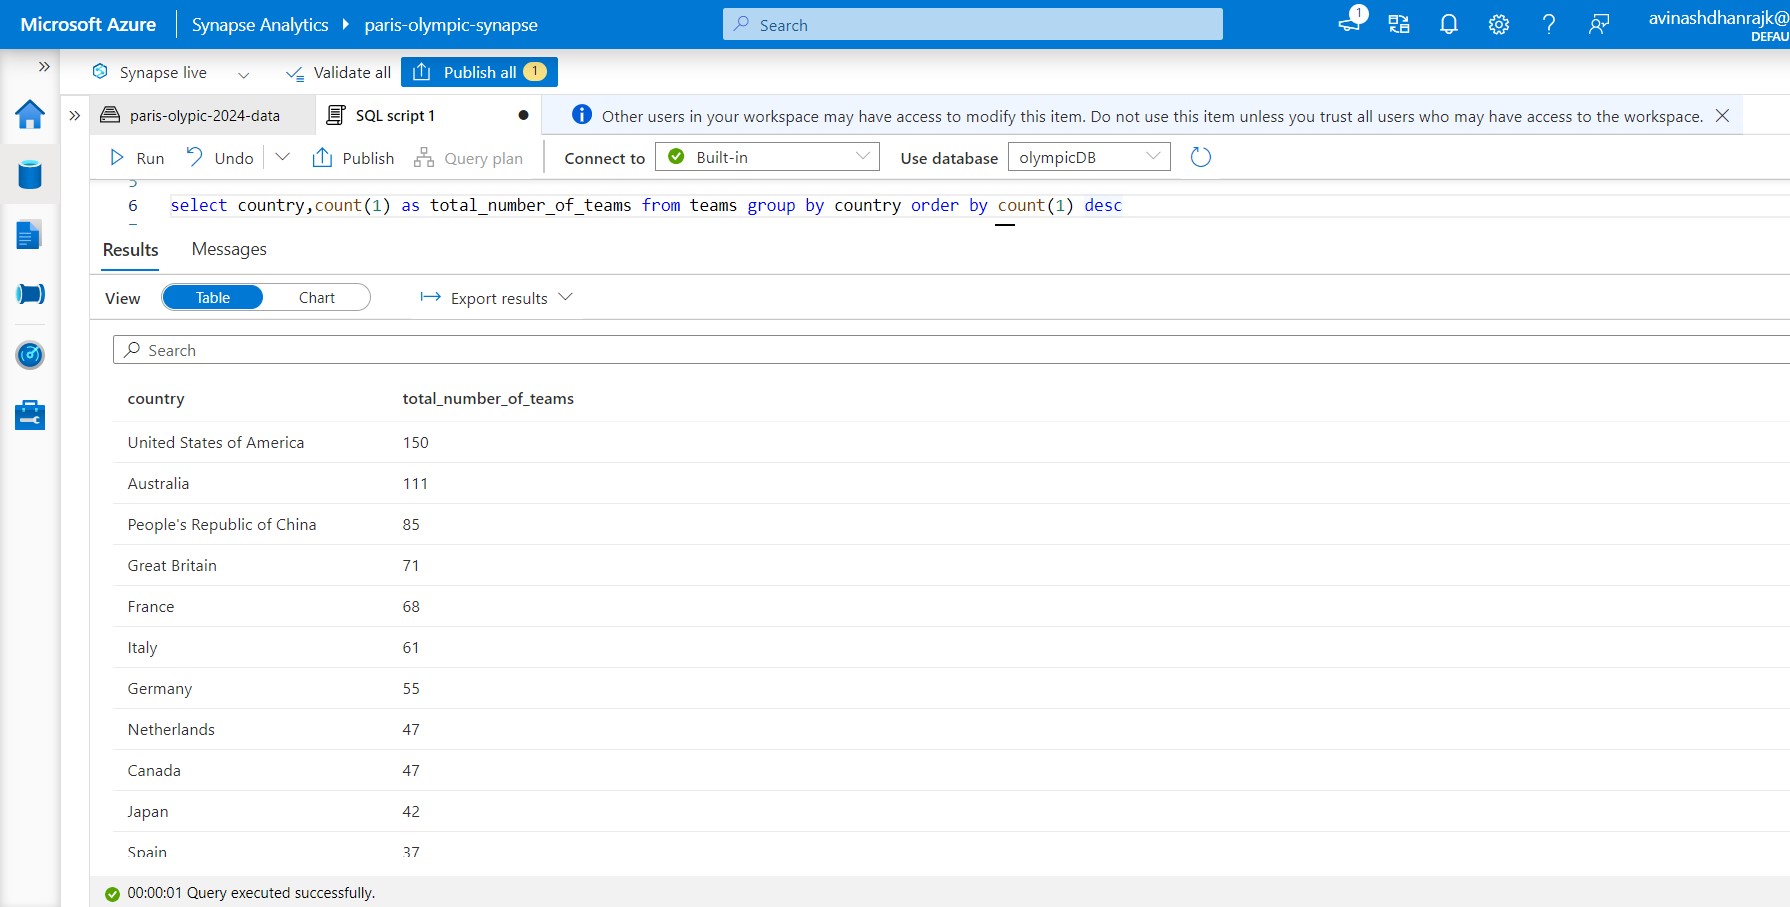 Microsoft Azure Synapse Analytics paris-olympic-synapse Search 1 avinashdhanrajk@
DEFAU
Synapse live Validate all Publish all 1
paris-olypic-2024-data SQL script 1 Other users in your workspace may have access to modify this item. Do not use this item unless you trust all users who may have access to the workspace.
Run Undo Publish Query plan Connect to Built-in Use database olympicDB
6 select country,count(1) as total_number_of_teams from teams group by country order by count(1) desc
Results Messages
View Table Chart Export results
Search
country total_number_of_teams
United States of America 150
Australia 111
People's Republic of China 85
Great Britain 71
France 68
Italy 61
Germany 55
Netherlands 47
Canada 47
Japan 42
Spain 37
00:00:01 Query executed successfully.